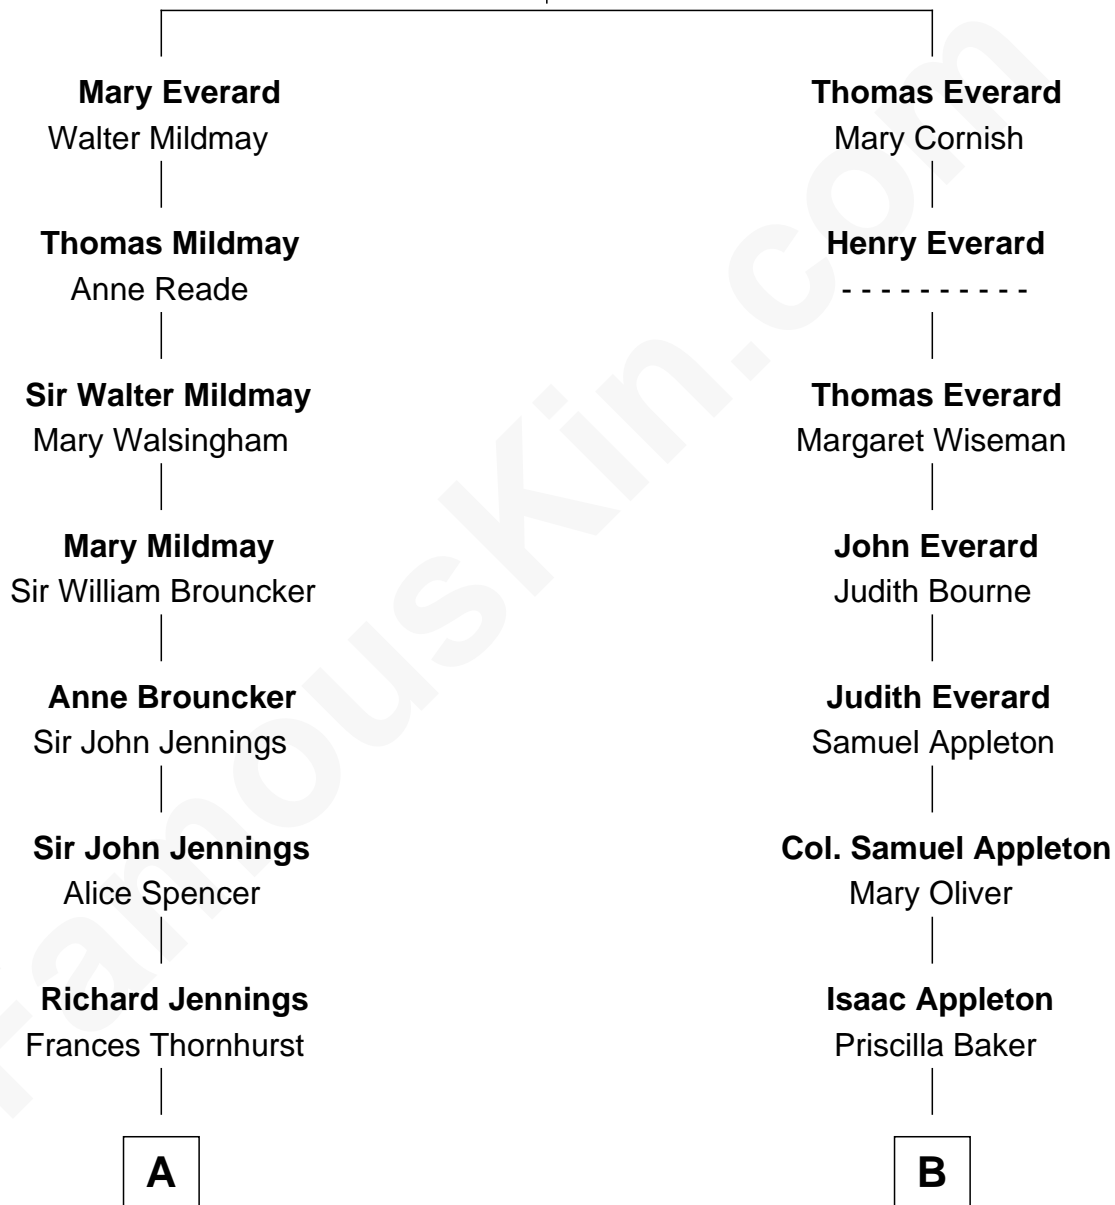 Mary Everard
Walter Mildmay
Thomas Everard
Mary Cornish
Thomas Mildmay
Anne Reade
Henry Everard
- - - - - - - - - -
Sir Walter Mildmay
Mary Walsingham
Thomas Everard
Margaret Wiseman
Mary Mildmay
Sir William Brouncker
John Everard
Judith Bourne
Anne Brouncker
Sir John Jennings
Judith Everard
Samuel Appleton
Sir John Jennings
Alice Spencer
Col. Samuel Appleton
Mary Oliver
Richard Jennings
Frances Thornhurst
Isaac Appleton
Priscilla Baker
A
B
FamousKin.com